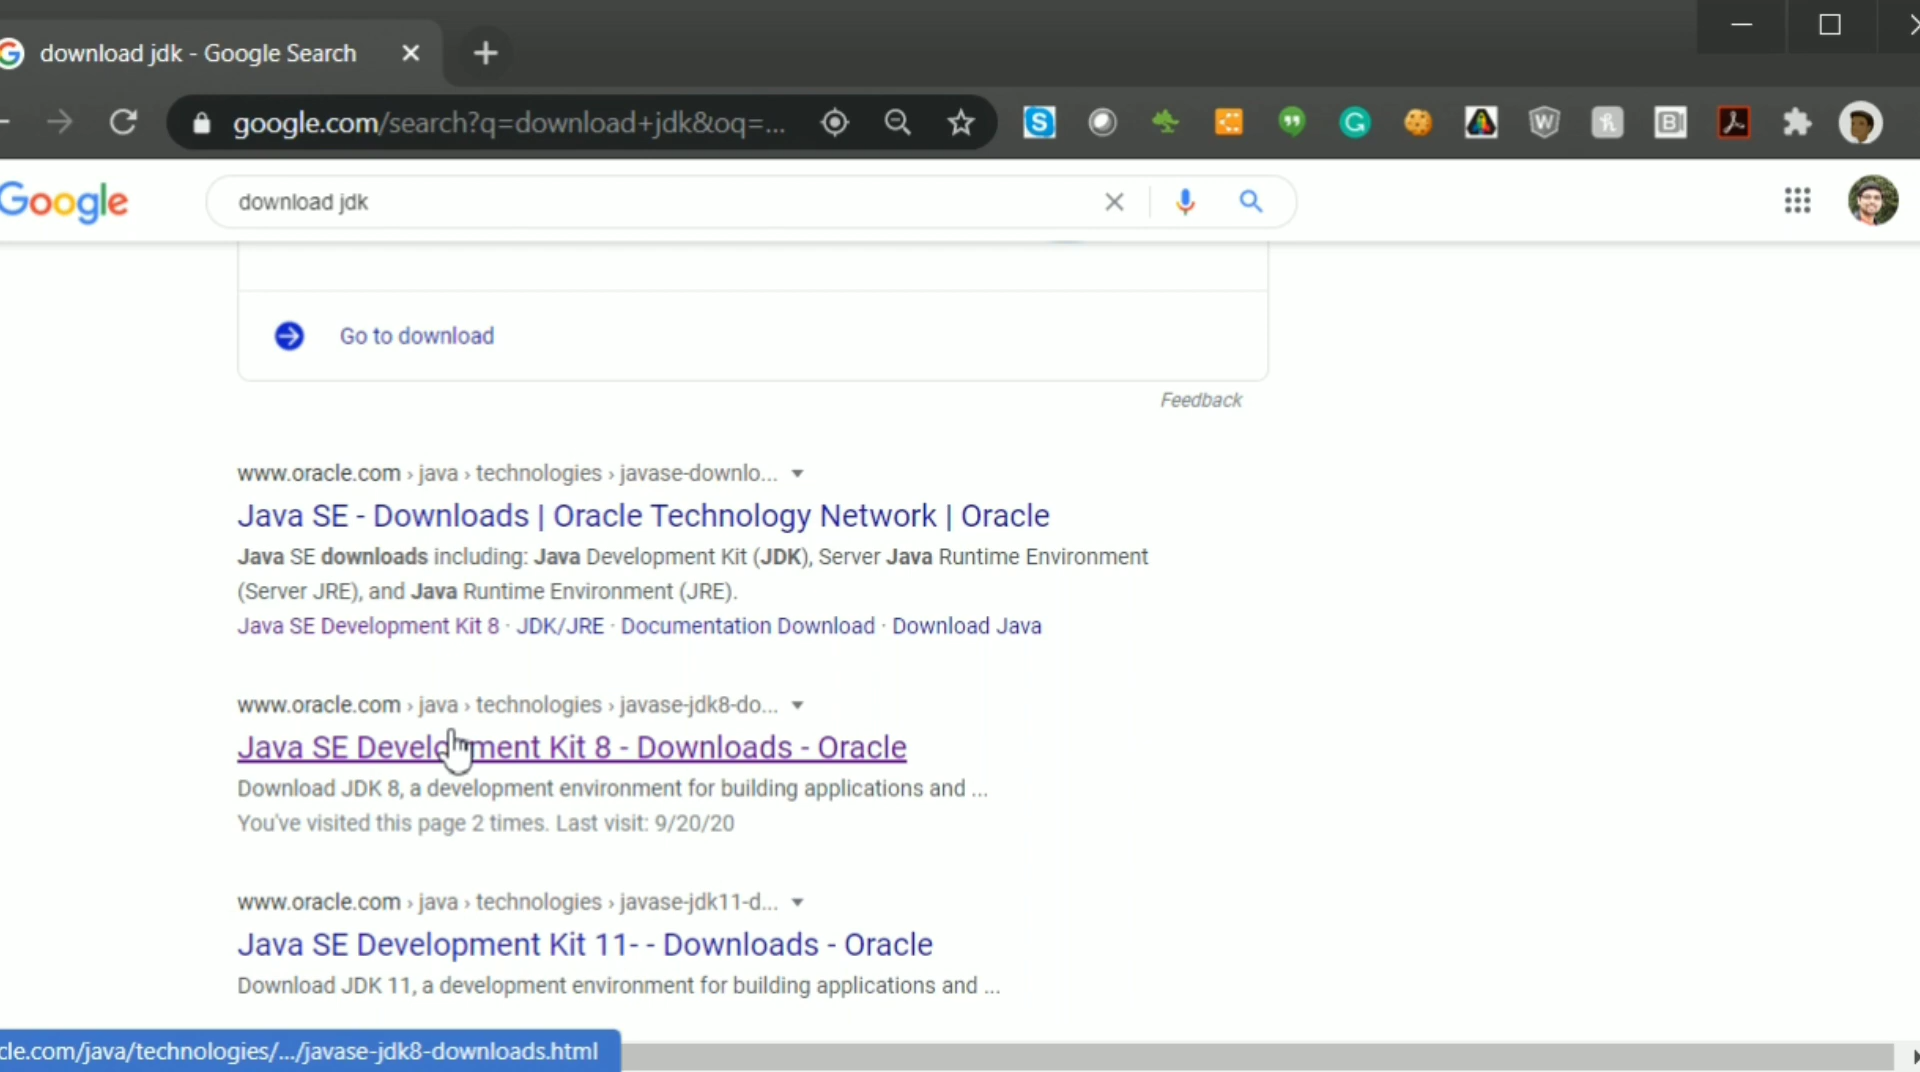 download jdk - Google Search
google.com/search?q=download+jdk&oq=...
Google
download jdk
Go to download
Feedback
www.oracle.com › java › technologies › javase-downlo...
Java SE - Downloads | Oracle Technology Network | Oracle
Java SE downloads including: Java Development Kit (JDK), Server Java Runtime Environment
(Server JRE), and Java Runtime Environment (JRE).
Java SE Development Kit 8 · JDK/JRE · Documentation Download · Download Java
www.oracle.com › java › technologies › javase-jdk8-do...
Java SE Development Kit 8 - Downloads - Oracle
Download JDK 8, a development environment for building applications and ...
You've visited this page 2 times. Last visit: 9/20/20
www.oracle.com › java › technologies › javase-jdk11-d...
Java SE Development Kit 11- - Downloads - Oracle
Download JDK 11, a development environment for building applications and ...
cle.com/java/technologies/.../javase-jdk8-downloads.html